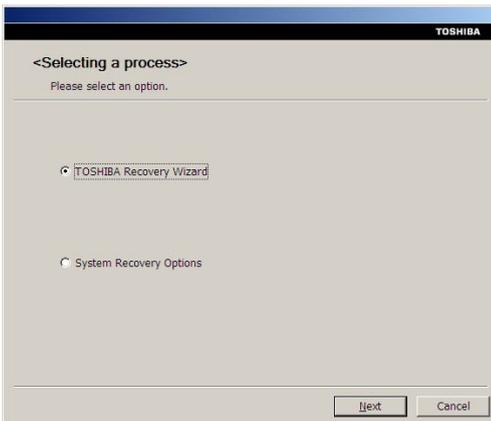 TOSHIBA
<Selecting a process>
Please select an option.
TOSHIBA Recovery Wizard
System Recovery Options
Next
Cancel